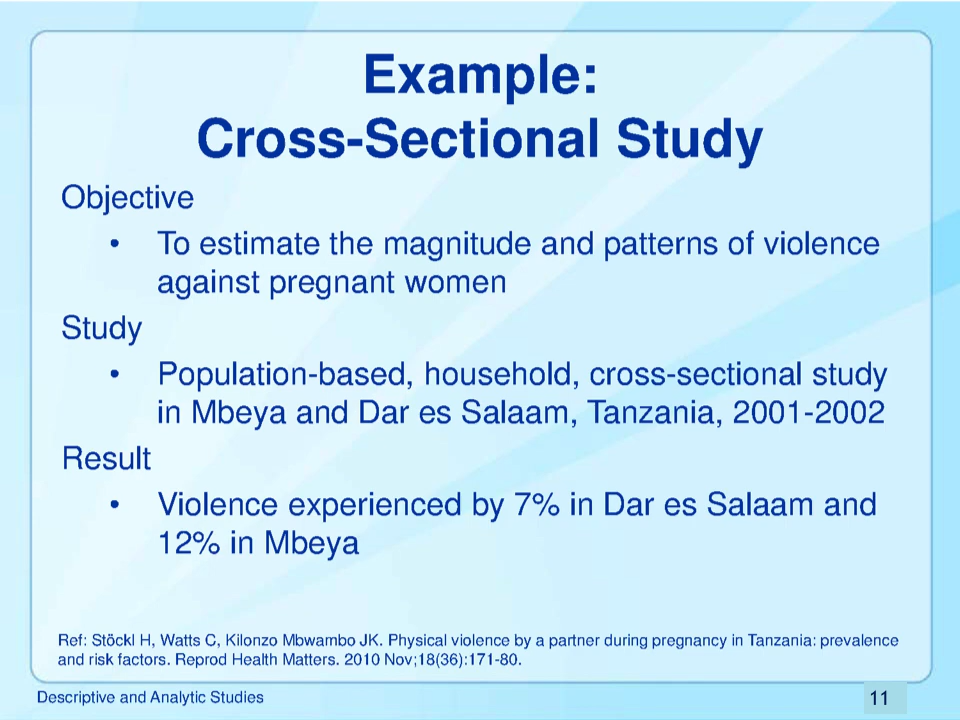 Example:
Cross-Sectional Study
Objective
• To estimate the magnitude and patterns of violence
against pregnant women
Study
• Population-based, household, cross-sectional study
in Mbeya and Dar es Salaam, Tanzania, 2001-2002
Result
• Violence experienced by 7% in Dar es Salaam and
12% in Mbeya
Ref: Stöckl H, Watts C, Kilonzo Mbwambo JK. Physical violence by a partner during pregnancy in Tanzania: prevalence
and risk factors. Reprod Health Matters. 2010 Nov;18(36):171-80.
Descriptive and Analytic Studies
11